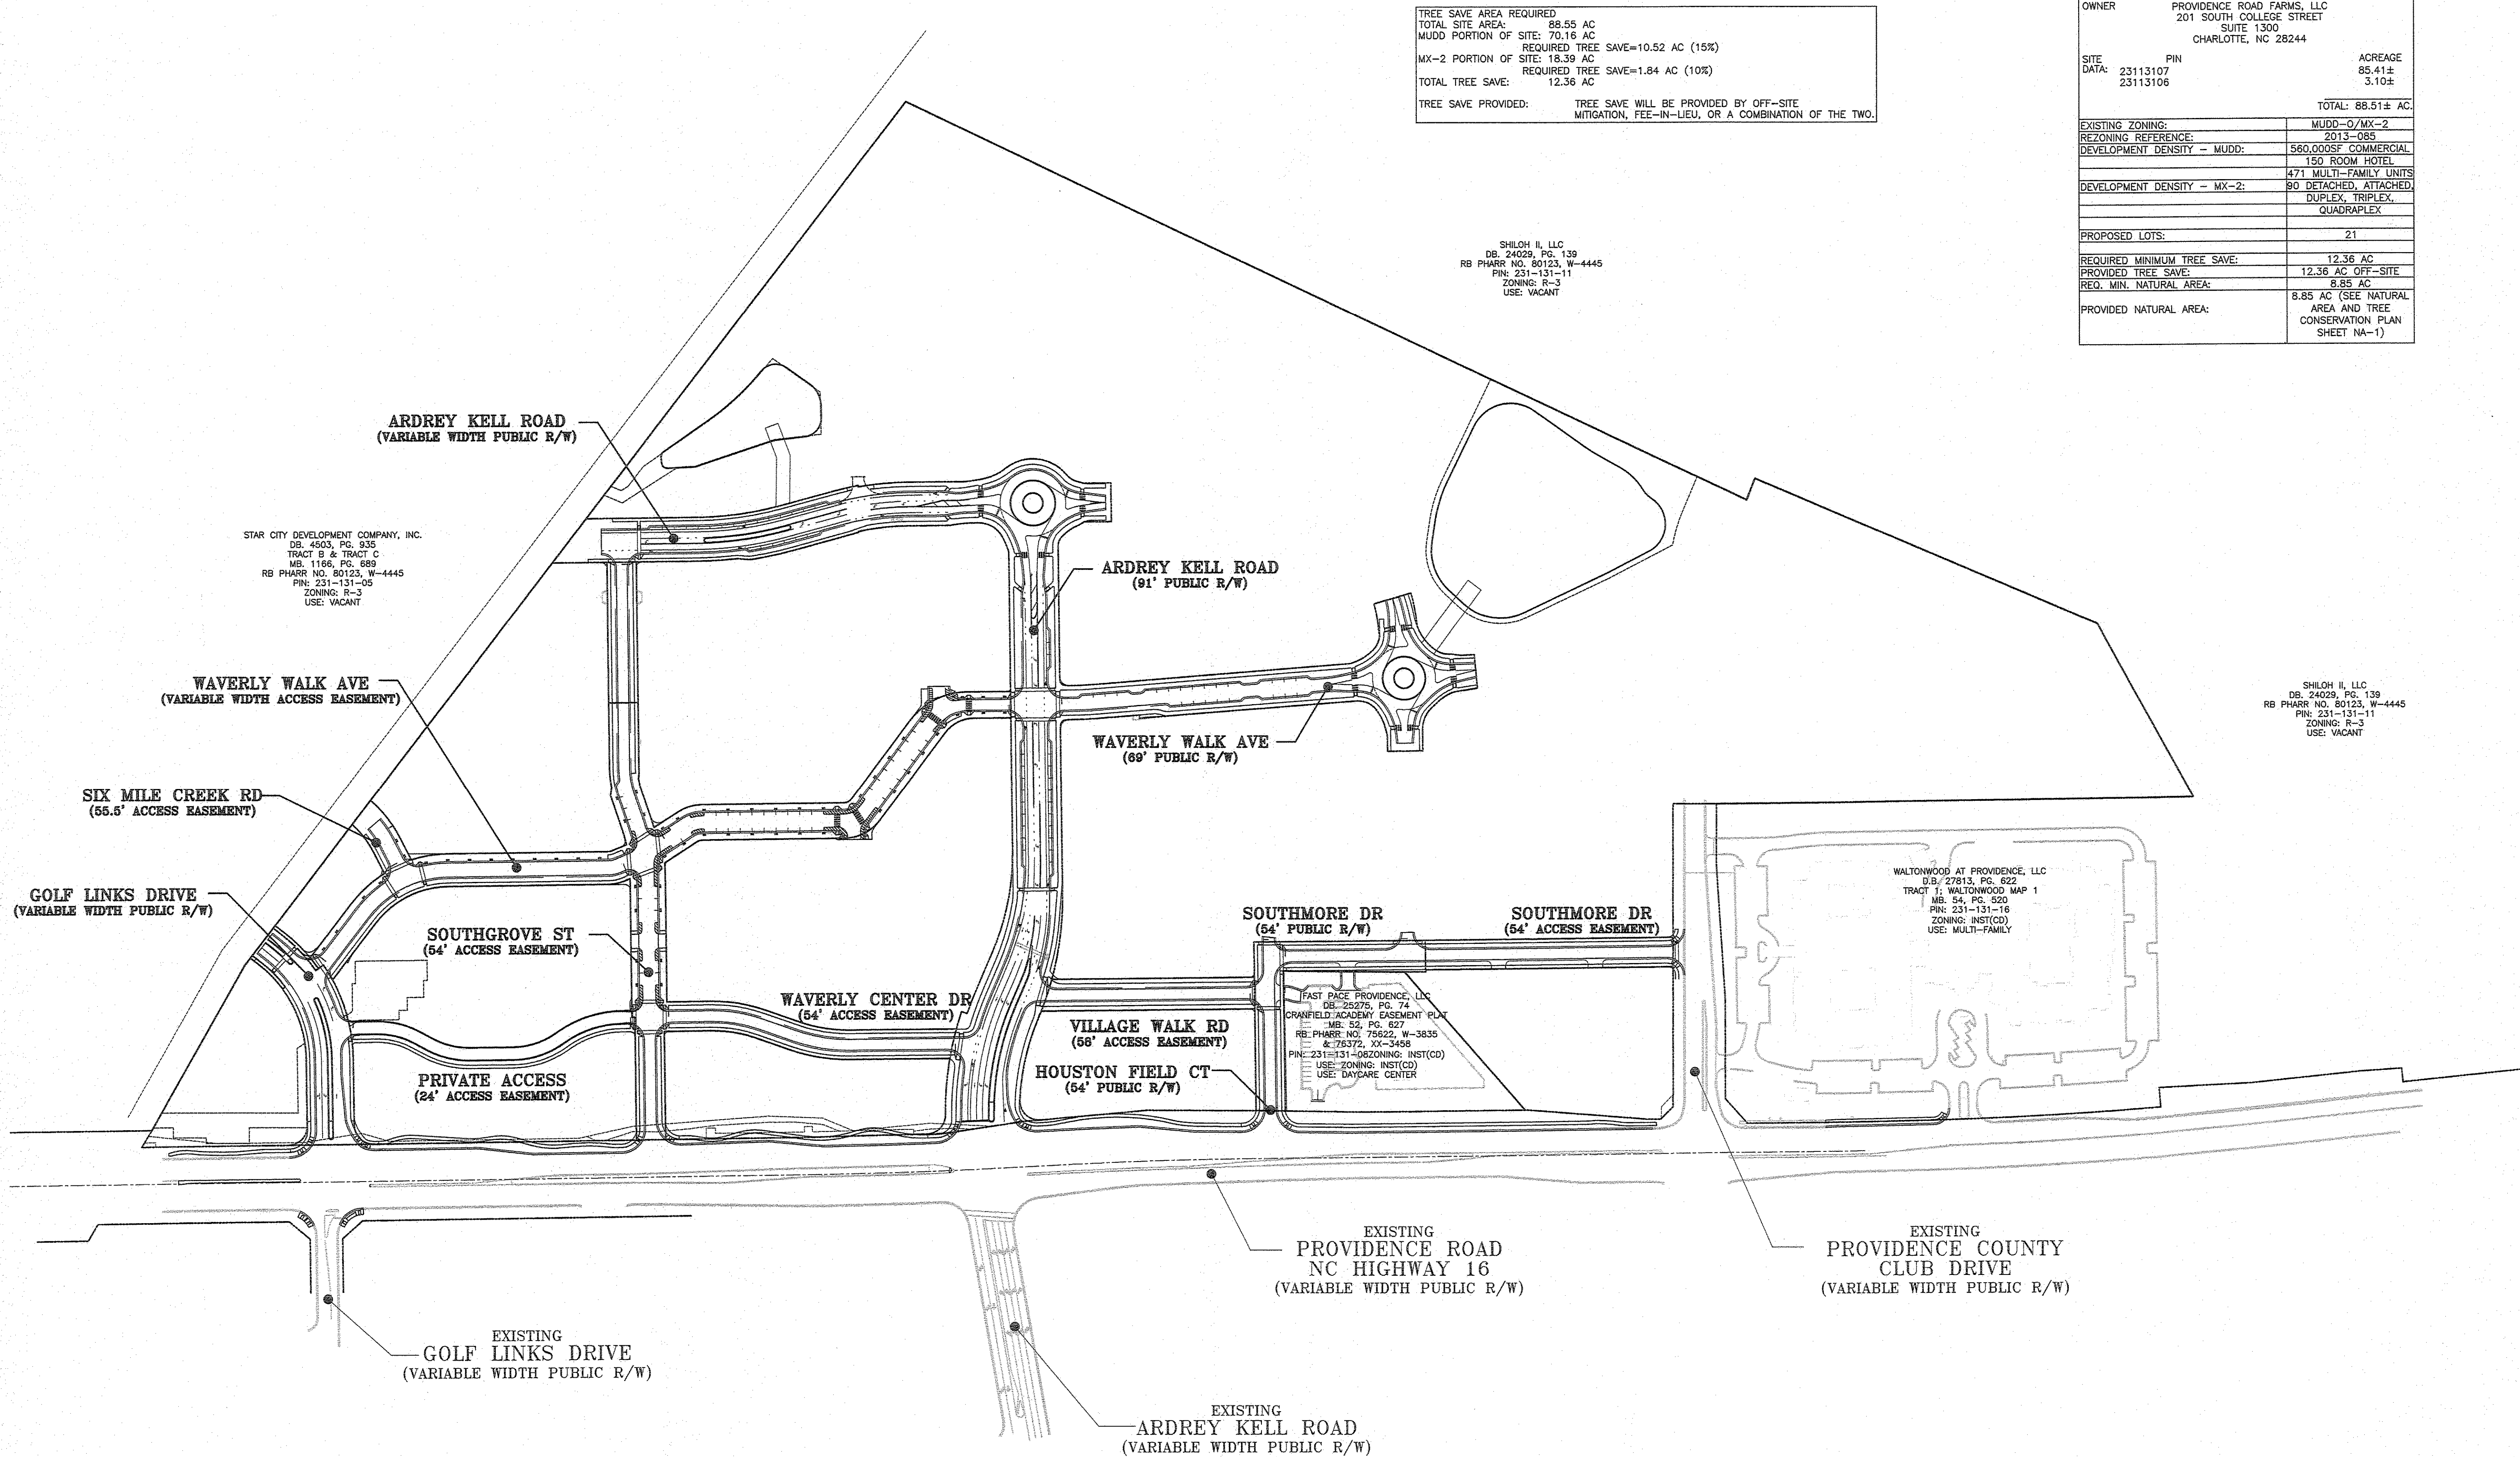 TREE SAVE AREA REQUIRED
TOTAL SITE AREA: 88.55 AC
MUDD PORTION OF SITE: 70.16 AC
REQUIRED TREE SAVE=10.52 AC (15%)
MX-2 PORTION OF SITE: 18.39 AC
REQUIRED TREE SAVE=1.84 AC (10%)
TOTAL TREE SAVE: 12.36 AC
TREE SAVE PROVIDED: TREE SAVE WILL BE PROVIDED BY OFF-SITE
MITIGATION, FEE-IN-LIEU, OR A COMBINATION OF THE TWO.
OWNER PROVIDENCE ROAD FARMS, LLC
201 SOUTH COLLEGE STREET
SUITE 1300
CHARLOTTE, NC 28244
SITE PIN ACREAGE
DATA: 23113107 85.41±
23113106 3.10±
TOTAL: 88.51± AC.
EXISTING ZONING: MUDD-O/MX-2
REZONING REFERENCE: 2013-085
DEVELOPMENT DENSITY - MUDD: 560,000SF COMMERCIAL
150 ROOM HOTEL
471 MULTI-FAMILY UNITS
DEVELOPMENT DENSITY - MX-2: 90 DETACHED, ATTACHED,
DUPLEX, TRIPLEX,
QUADRAPLEX
PROPOSED LOTS: 21
REQUIRED MINIMUM TREE SAVE: 12.36 AC
PROVIDED TREE SAVE: 12.36 AC OFF-SITE
REQ. MIN. NATURAL AREA: 8.85 AC
PROVIDED NATURAL AREA: 8.85 AC (SEE NATURAL
AREA AND TREE
CONSERVATION PLAN
SHEET NA-1)
SHILOH II, LLC
DB. 24029, PG. 139
RB PHARR NO. 80123, W-4445
PIN: 231-131-11
ZONING: R-3
USE: VACANT
ARDREY KELL ROAD
(VARIABLE WIDTH PUBLIC R/W)
STAR CITY DEVELOPMENT COMPANY, INC.
DB. 4503, PG. 935
TRACT B & TRACT C
MB. 1166, PG. 689
RB PHARR NO. 80123, W-4445
PIN: 231-131-05
ZONING: R-3
USE: VACANT
ARDREY KELL ROAD
(91' PUBLIC R/W)
WAVERLY WALK AVE
(VARIABLE WIDTH ACCESS EASEMENT)
WAVERLY WALK AVE
(69' PUBLIC R/W)
SHILOH II, LLC
DB. 24029, PG. 139
RB PHARR NO. 80123, W-4445
PIN: 231-131-11
ZONING: R-3
USE: VACANT
SIX MILE CREEK RD
(55.5' ACCESS EASEMENT)
GOLF LINKS DRIVE
(VARIABLE WIDTH PUBLIC R/W)
SOUTHGROVE ST
(54' ACCESS EASEMENT)
WALTONWOOD AT PROVIDENCE, LLC
D.B. 27813, PG. 622
TRACT 1; WALTONWOOD MAP 1
MB. 54, PG. 520
PIN: 231-131-16
ZONING: INST(CD)
USE: MULTI-FAMILY
SOUTHMORE DR
(54' PUBLIC R/W)
SOUTHMORE DR
(54' ACCESS EASEMENT)
WAVERLY CENTER DR
(54' ACCESS EASEMENT)
FAST PACE PROVIDENCE, LLC
DB. 25275, PG. 74
CRANFIELD ACADEMY EASEMENT PLAT
MB. 52, PG. 627
RB PHARR NO. 75622, W-3835
& 76372, XX-3458
PIN: 231-131-08ZONING: INST(CD)
USE: ZONING: INST(CD)
USE: DAYCARE CENTER
VILLAGE WALK RD
(56' ACCESS EASEMENT)
HOUSTON FIELD CT
(54' PUBLIC R/W)
PRIVATE ACCESS
(24' ACCESS EASEMENT)
EXISTING
PROVIDENCE ROAD
NC HIGHWAY 16
(VARIABLE WIDTH PUBLIC R/W)
EXISTING
PROVIDENCE COUNTY
CLUB DRIVE
(VARIABLE WIDTH PUBLIC R/W)
EXISTING
GOLF LINKS DRIVE
(VARIABLE WIDTH PUBLIC R/W)
EXISTING
ARDREY KELL ROAD
(VARIABLE WIDTH PUBLIC R/W)